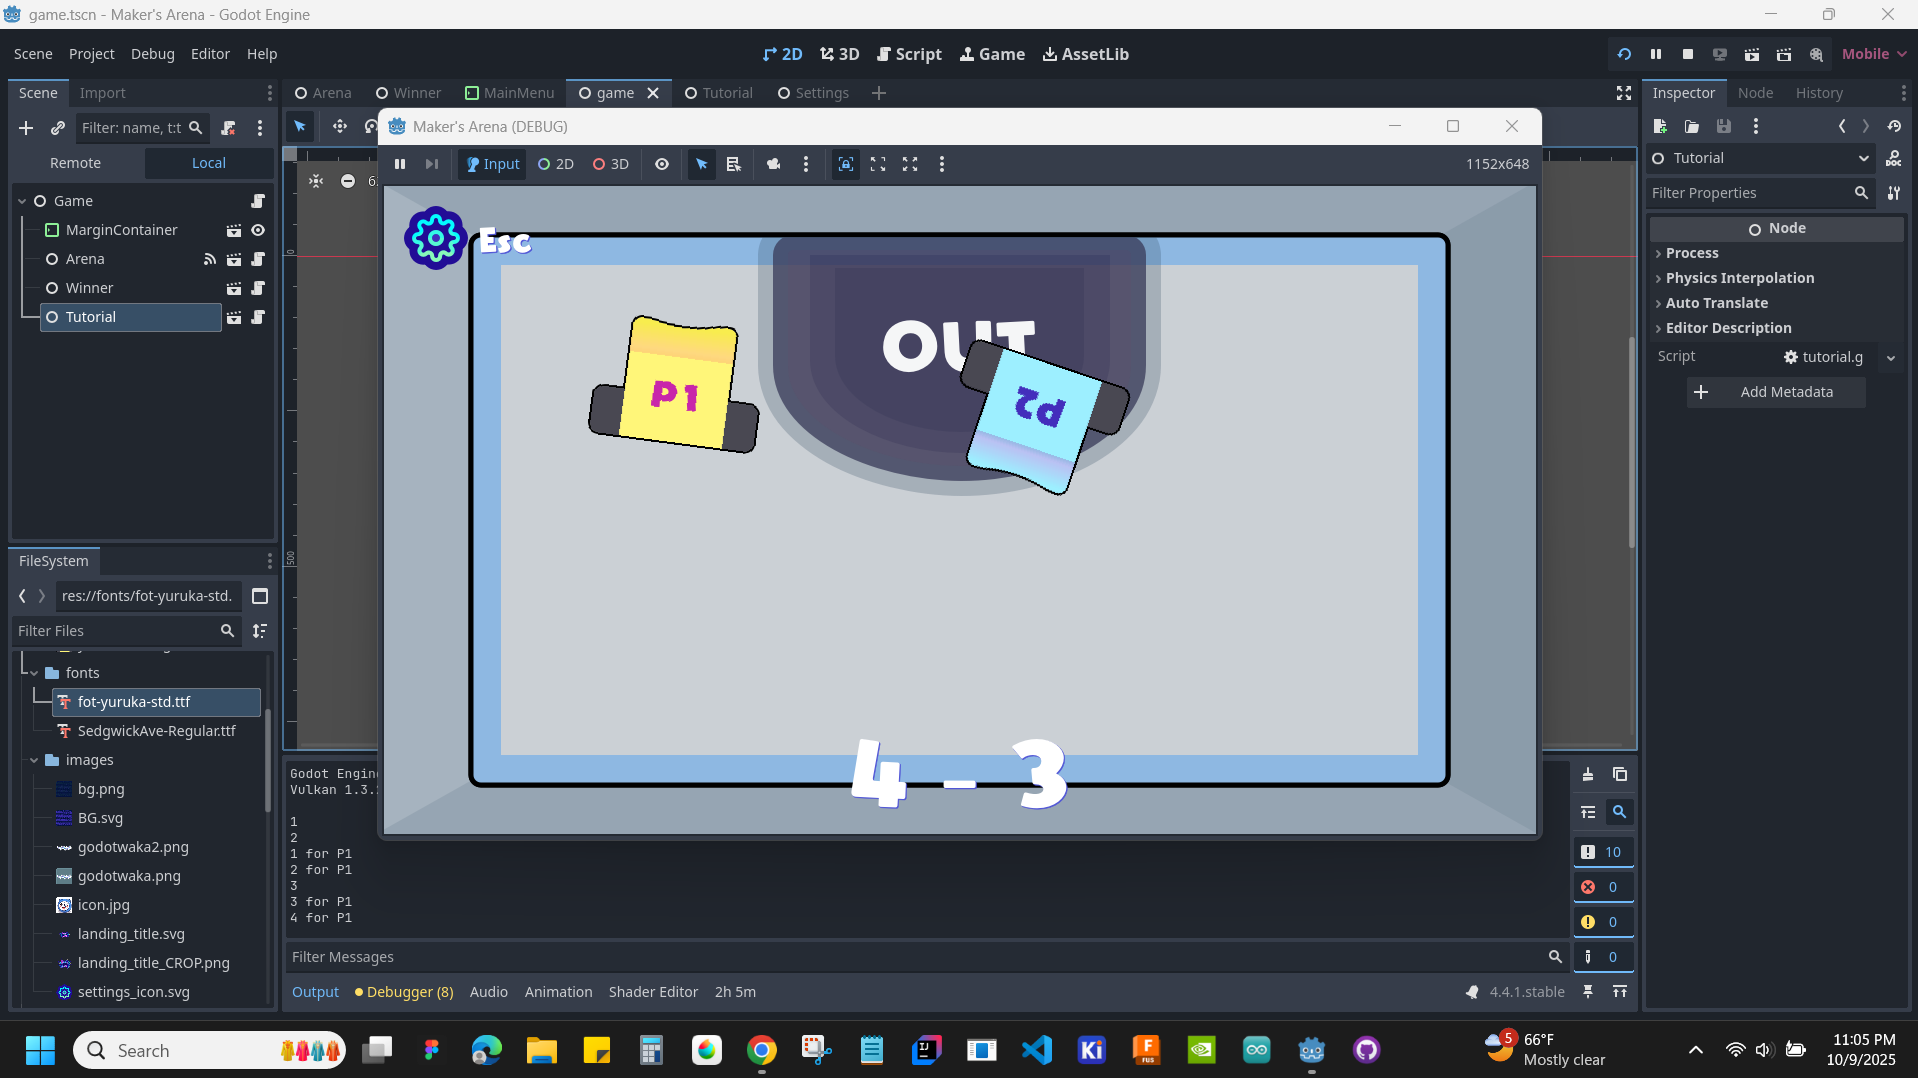 game.tscn - Maker's Arena - Godot Engine
Scene Project Debug Editor Help
2D 3D Script Game AssetLib
Mobile
Scene Import
Arena Winner MainMenu game Tutorial Settings
Inspector Node History
Filter: name, t:t
Remote Local
Game
MarginContainer
Arena
Winner
Tutorial
Maker's Arena (DEBUG)
Input 2D 3D
1152x648
Esc
OUT
P1
P2
4 - 3
Tutorial
Filter Properties
Node
Process
Physics Interpolation
Auto Translate
Editor Description
Script tutorial.g
Add Metadata
FileSystem
res://fonts/fot-yuruka-std.
Filter Files
fonts
fot-yuruka-std.ttf
SedgwickAve-Regular.ttf
images
bg.png
BG.svg
godotwaka2.png
godotwaka.png
icon.jpg
landing_title.svg
landing_title_CROP.png
settings_icon.svg
0
500
Godot Engin
Vulkan 1.3.
1
2
1 for P1
2 for P1
3
3 for P1
4 for P1
10
0
0
0
Filter Messages
Output Debugger (8) Audio Animation Shader Editor 2h 5m
4.4.1.stable
Search
5
66°F
Mostly clear
11:05 PM
10/9/2025